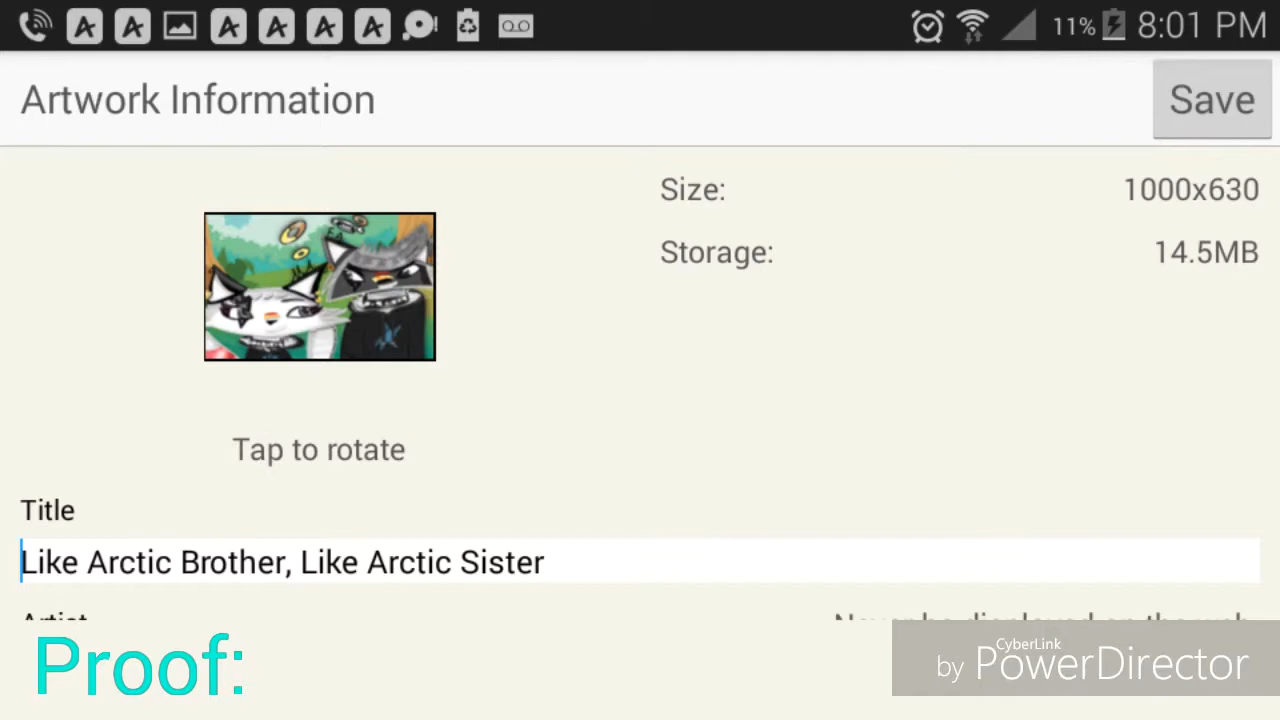 11% 8:01 PM
Artwork Information
Save
Size: 1000x630
Storage: 14.5MB
Tap to rotate
Title
Like Arctic Brother, Like Arctic Sister
Artist
Proof:
CyberLink
by PowerDirector